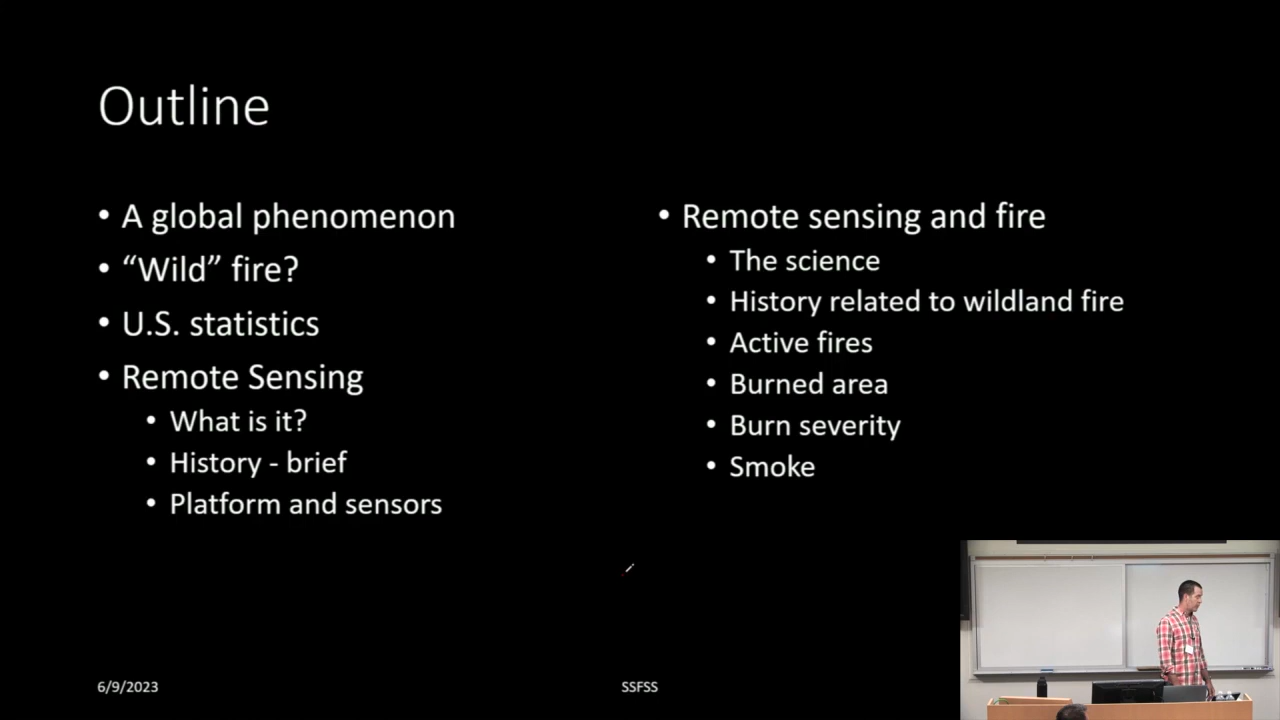 Outline
• A global phenomenon
• “Wild” fire?
• U.S. statistics
• Remote Sensing
• What is it?
• History - brief
• Platform and sensors
• Remote sensing and fire
• The science
• History related to wildland fire
• Active fires
• Burned area
• Burn severity
• Smoke
6/9/2023
SSFSS